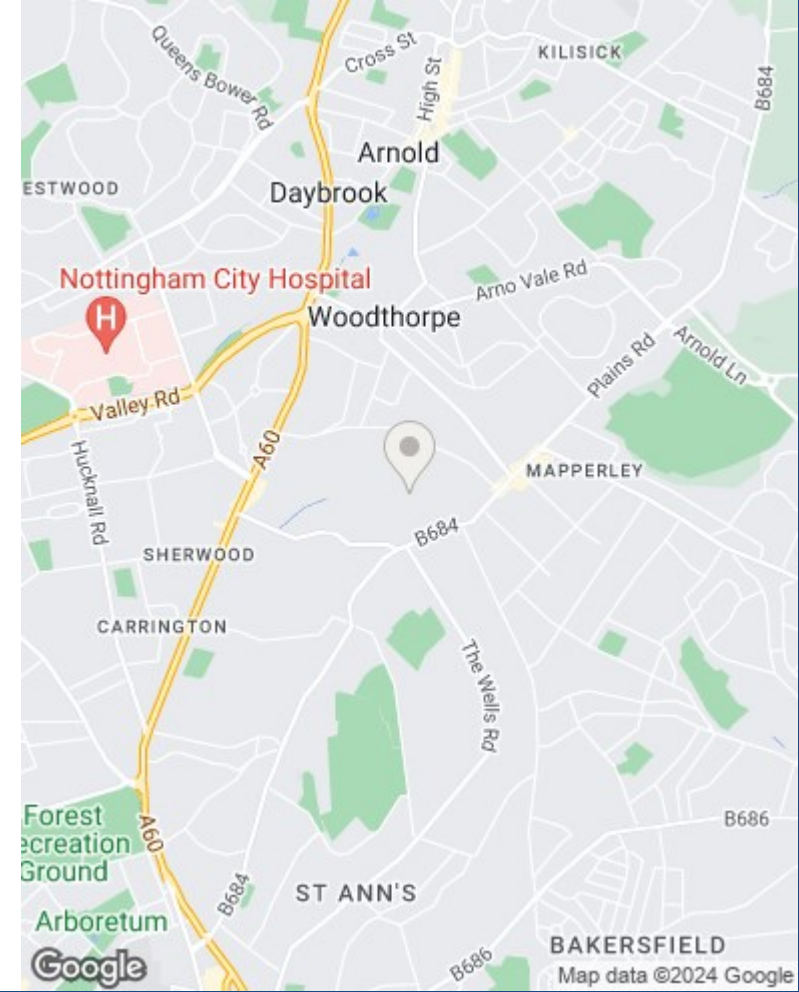 Queens Bower Rd
Cross St
High St
KILISICK
B684
Arnold
ESTWOOD
Daybrook
Nottingham City Hospital
H
Arno Vale Rd
Woodthorpe
Plains Rd
Arnold Ln
Valley Rd
A60
Hucknall Rd
MAPPERLEY
B684
SHERWOOD
CARRINGTON
The Wells Rd
Forest
ecreation
Ground
A60
B686
B684
ST ANN'S
Arboretum
BAKERSFIELD
B686
Google
Map data ©2024 Google